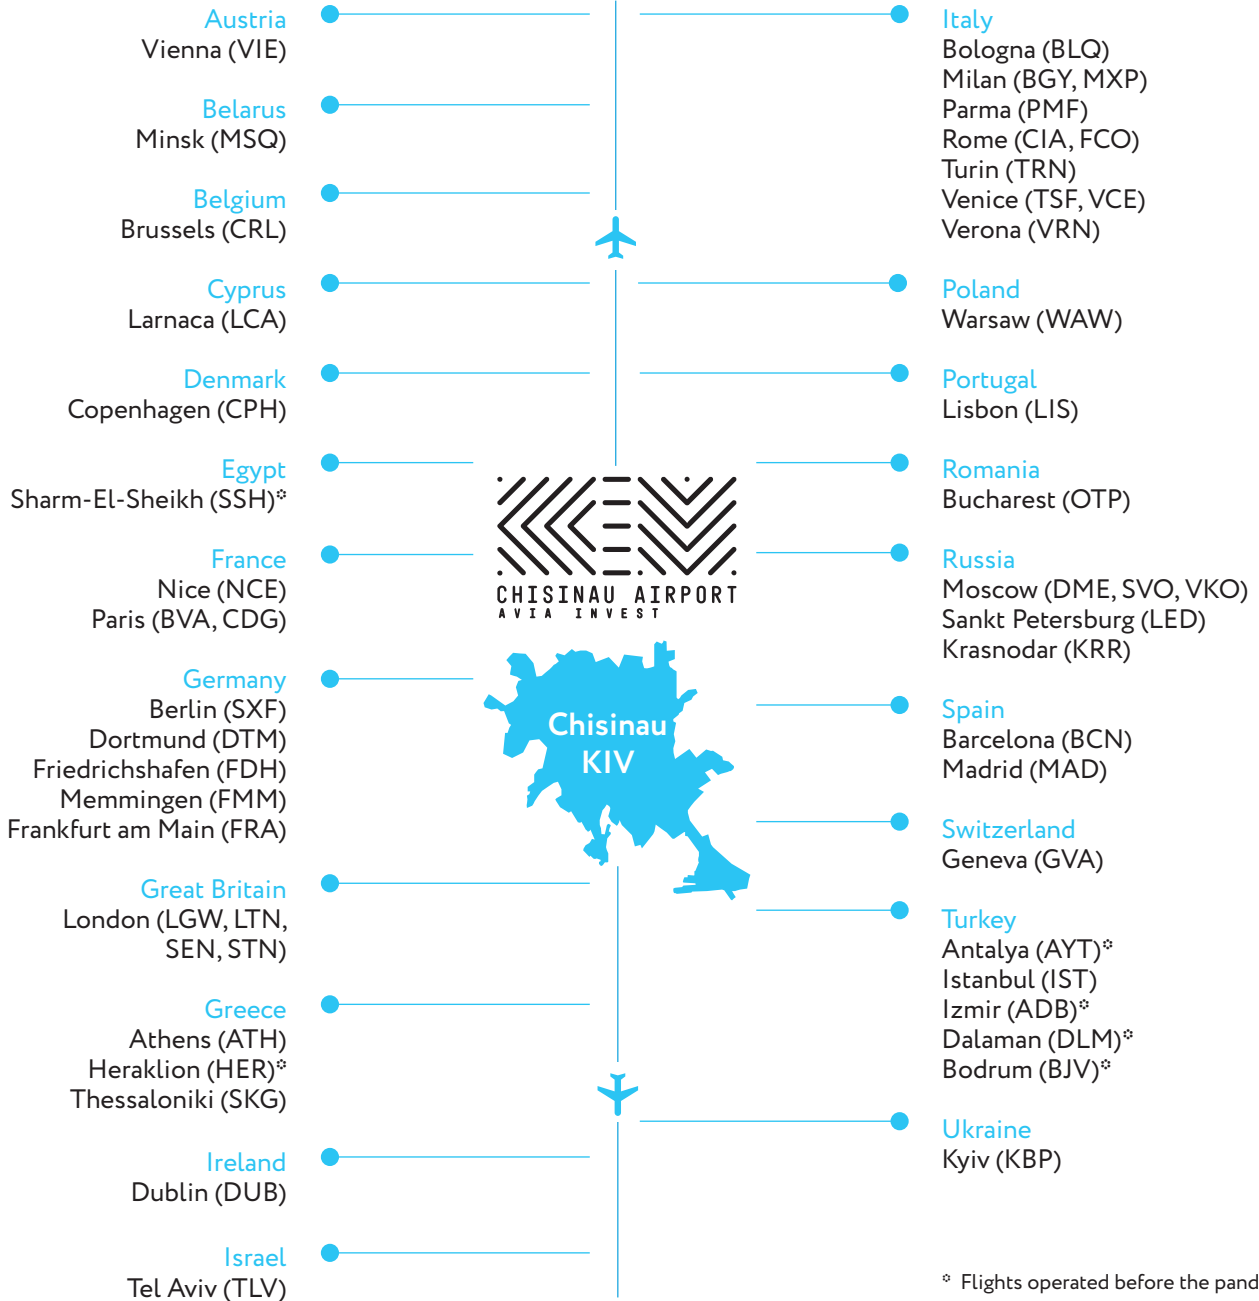 Austria
Vienna (VIE)
Belarus
Minsk (MSQ)
Belgium
Brussels (CRL)
Cyprus
Larnaca (LCA)
Denmark
Copenhagen (CPH)
Egypt
Sharm-El-Sheikh (SSH)*
France
Nice (NCE)
Paris (BVA, CDG)
Germany
Berlin (SXF)
Dortmund (DTM)
Friedrichshafen (FDH)
Memmingen (FMM)
Frankfurt am Main (FRA)
Great Britain
London (LGW, LTN,
SEN, STN)
Greece
Athens (ATH)
Heraklion (HER)*
Thessaloniki (SKG)
Ireland
Dublin (DUB)
Israel
Tel Aviv (TLV)
CHISINAU AIRPORT
AVIA INVEST
Chisinau
KIV
Italy
Bologna (BLQ)
Milan (BGY, MXP)
Parma (PMF)
Rome (CIA, FCO)
Turin (TRN)
Venice (TSF, VCE)
Verona (VRN)
Poland
Warsaw (WAW)
Portugal
Lisbon (LIS)
Romania
Bucharest (OTP)
Russia
Moscow (DME, SVO, VKO)
Sankt Petersburg (LED)
Krasnodar (KRR)
Spain
Barcelona (BCN)
Madrid (MAD)
Switzerland
Geneva (GVA)
Turkey
Antalya (AYT)*
Istanbul (IST)
Izmir (ADB)*
Dalaman (DLM)*
Bodrum (BJV)*
Ukraine
Kyiv (KBP)
* Flights operated before the pand